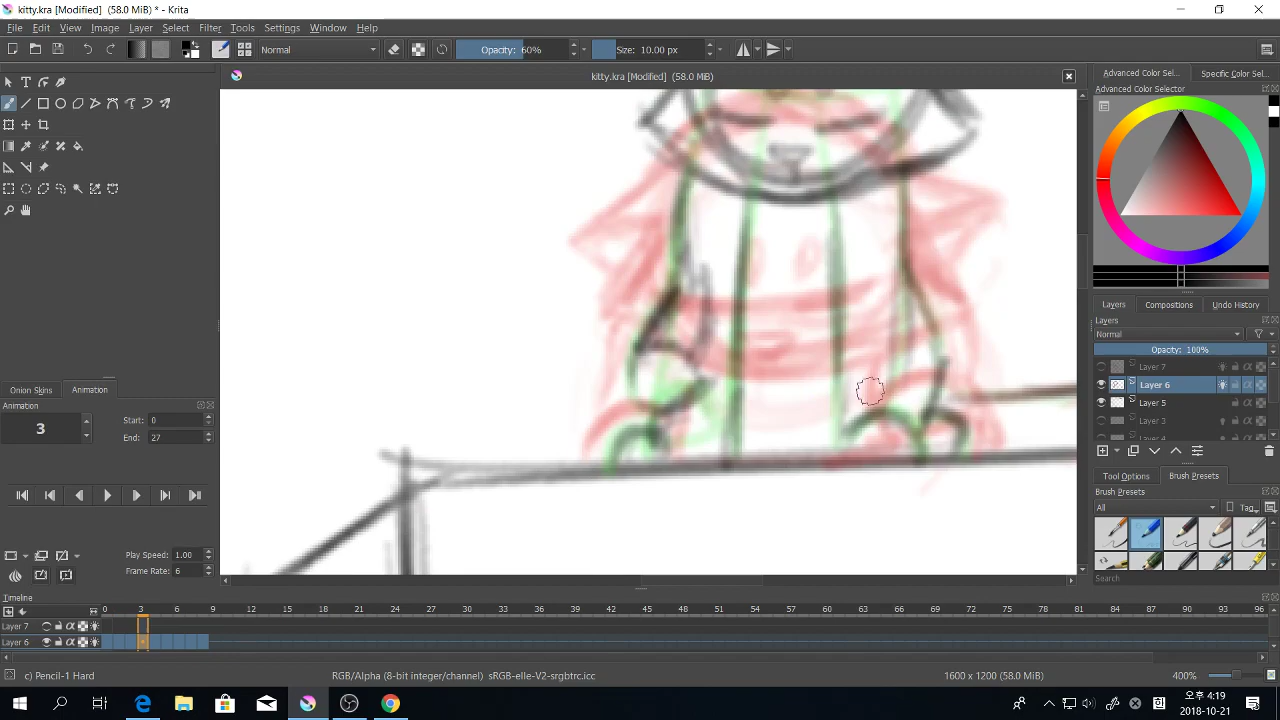 kitty.kra [Modified] (58.0 MiB) * - Krita
File Edit View Image Layer Select Filter Tools Settings Window Help
Normal Opacity: 60% Size: 10.00 px
kitty.kra [Modified] (58.0 MiB)
Advanced Color Sel... Specific Color Sel...
Advanced Color Selector
Layers Compositions Undo History
Layers
Normal
Opacity: 100%
Layer 7
Layer 6
Layer 5
Layer 3
Layer 4
Onion Skins Animation
Animation
3 Start: 0
End: 27
Play Speed: 1.00
Frame Rate: 6
Tool Options Brush Presets
Brush Presets
All Tag
Search
Timeline
0 3 6 9 12 15 18 21 24 27 30 33 36 39 42 45 48 51 54 57 60 63 66 69 72 75 78 81 84 87 90 93 96
Layer 7
Layer 6
c) Pencil-1 Hard RGB/Alpha (8-bit integer/channel) sRGB-elle-V2-srgbtrc.icc 1600 x 1200 (58.0 MiB) 400%
오후 4:19
2018-10-21